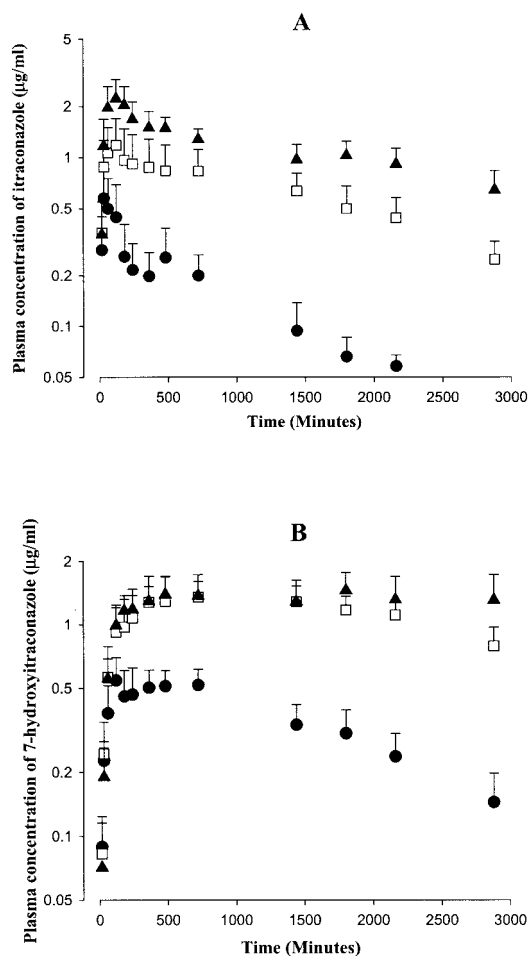 A
Plasma concentration of itraconazole (µg/ml)
5
2
1
0.5
0.2
0.1
0.05
0 500 1000 1500 2000 2500 3000
Time (Minutes)
B
Plasma concentration of 7-hydroxyitraconazole (µg/ml)
2
1
0.5
0.2
0.1
0.05
0 500 1000 1500 2000 2500 3000
Time (Minutes)